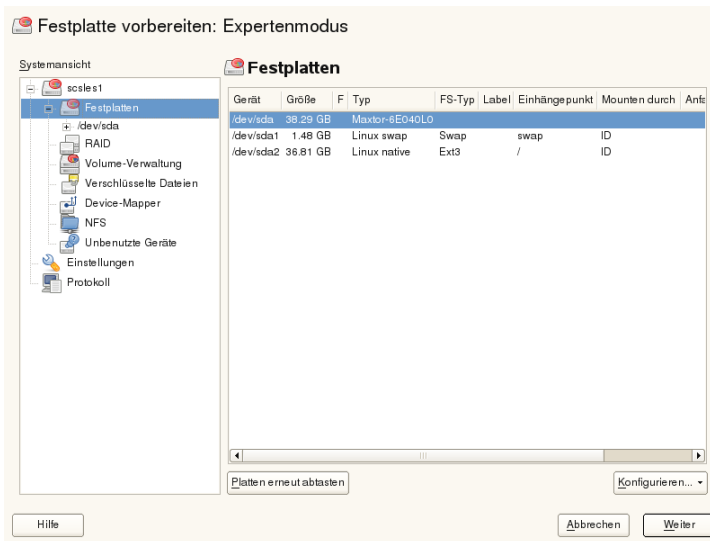 Festplatte vorbereiten: Expertenmodus
Systemansicht
scsles1
Festplatten
/dev/sda
RAID
Volume-Verwaltung
Verschlüsselte Dateien
Device-Mapper
NFS
Unbenutzte Geräte
Einstellungen
Protokoll
Festplatten
Gerät Größe F Typ FS-Typ Label Einhängepunkt Mounten durch
/dev/sda 38.29 GB Maxtor-6E040L0
/dev/sda1 1.48 GB Linux swap Swap swap ID
/dev/sda2 36.81 GB Linux native Ext3 / ID
Platten erneut abtasten
Konfigurieren...
Hilfe
Abbrechen
Weiter